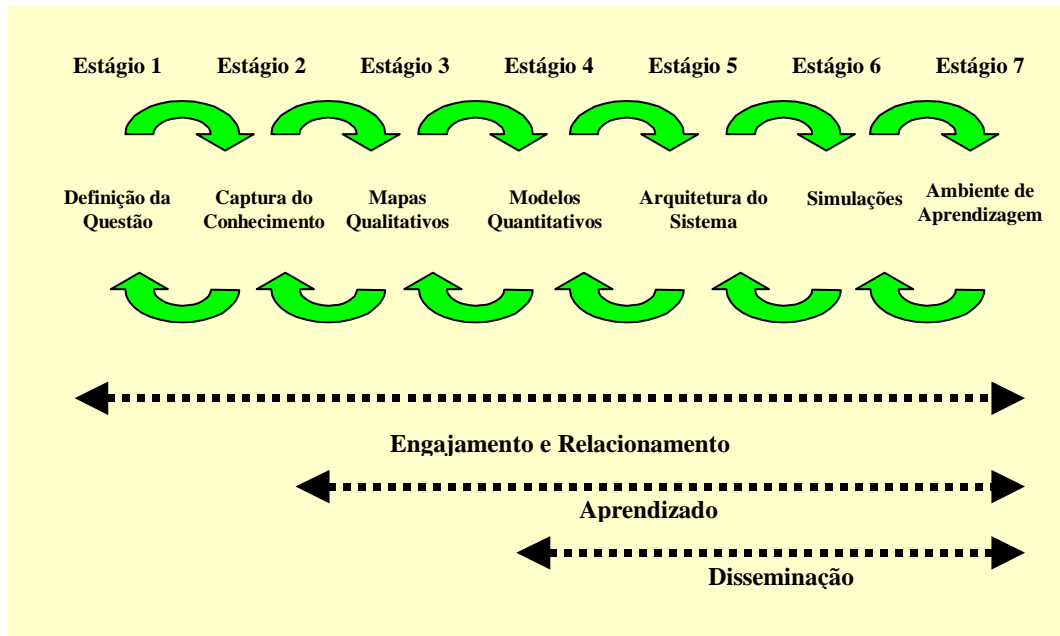 Estágio 1 Estágio 2 Estágio 3 Estágio 4 Estágio 5 Estágio 6 Estágio 7
Definição da
Questão
Captura do
Conhecimento
Mapas
Qualitativos
Modelos
Quantitativos
Arquitetura do
Sistema
Simulações
Ambiente de
Aprendizagem
Engajamento e Relacionamento
Aprendizado
Disseminação